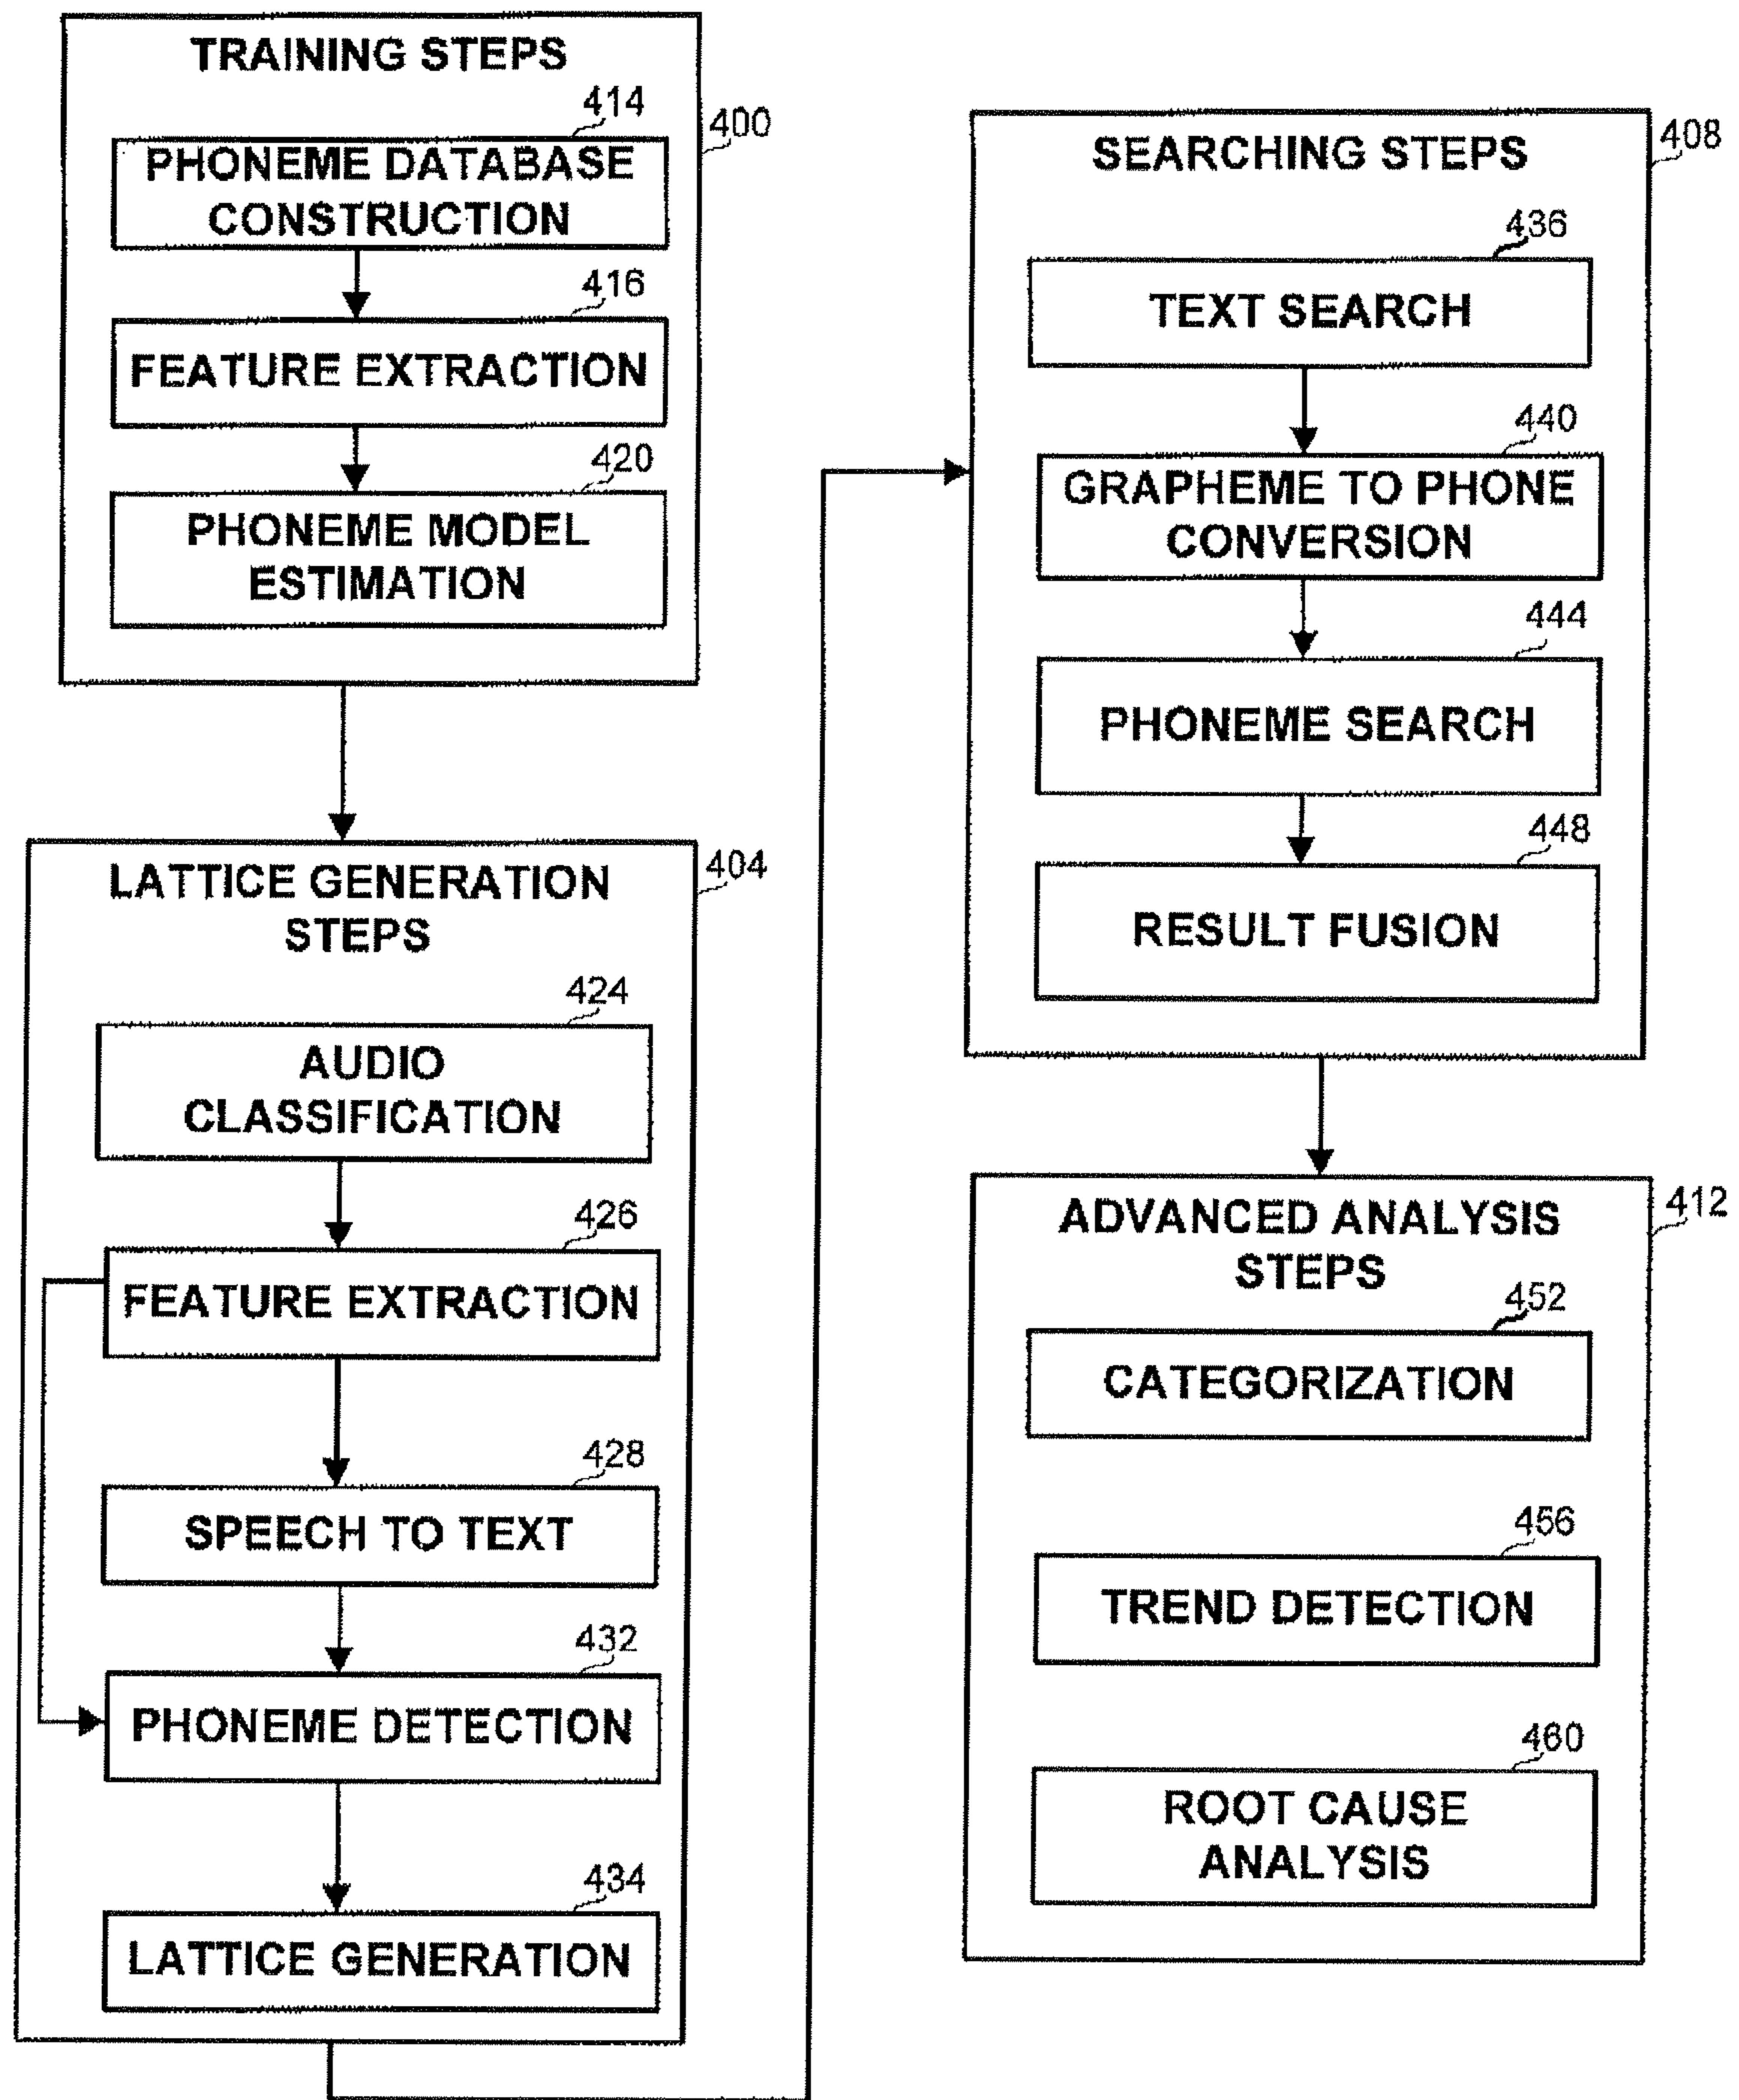 TRAINING STEPS
400
414
PHONEME DATABASE
CONSTRUCTION
416
FEATURE EXTRACTION
420
PHONEME MODEL
ESTIMATION
LATTICE GENERATION
STEPS
404
424
AUDIO
CLASSIFICATION
426
FEATURE EXTRACTION
428
SPEECH TO TEXT
432
PHONEME DETECTION
434
LATTICE GENERATION
SEARCHING STEPS
408
436
TEXT SEARCH
440
GRAPHEME TO PHONE
CONVERSION
444
PHONEME SEARCH
448
RESULT FUSION
ADVANCED ANALYSIS
STEPS
412
452
CATEGORIZATION
456
TREND DETECTION
460
ROOT CAUSE
ANALYSIS